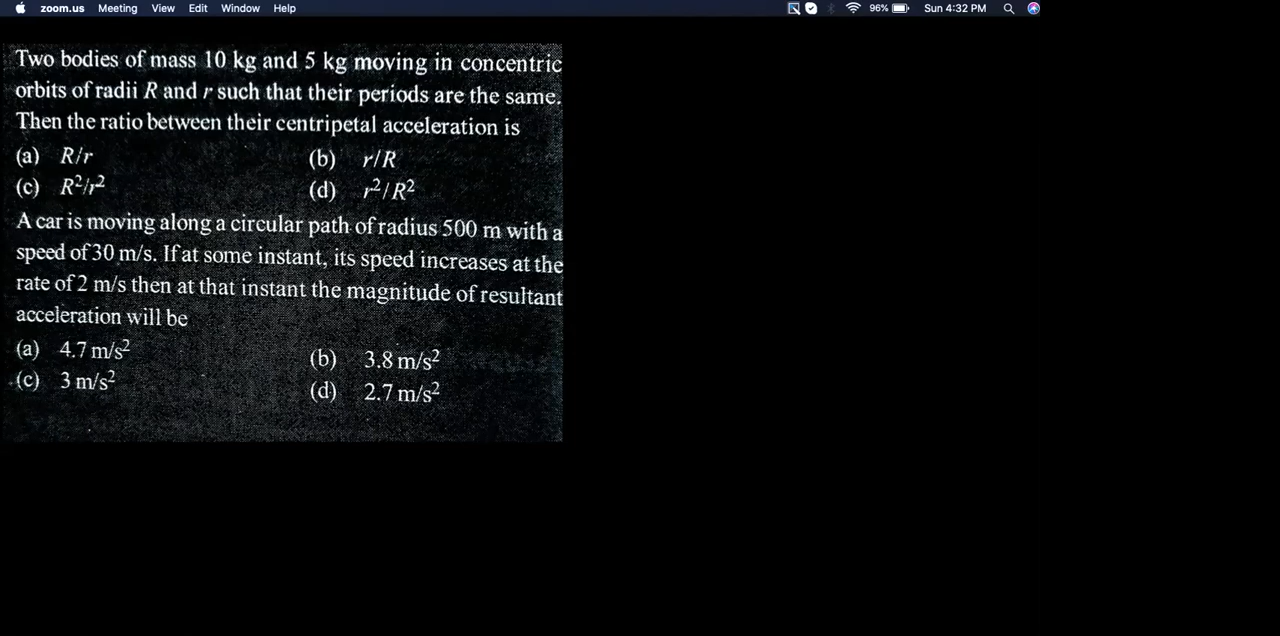 zoom.us Meeting View Edit Window Help 96% Sun 4:32 PM
Two bodies of mass 10 kg and 5 kg moving in concentric
orbits of radii R and r such that their periods are the same.
Then the ratio between their centripetal acceleration is
(a) R/r (b) r/R
(c) R²/r² (d) r²/R²
A car is moving along a circular path of radius 500 m with a
speed of 30 m/s. If at some instant, its speed increases at the
rate of 2 m/s then at that instant the magnitude of resultant
acceleration will be
(a) 4.7 m/s² (b) 3.8 m/s²
(c) 3 m/s² (d) 2.7 m/s²